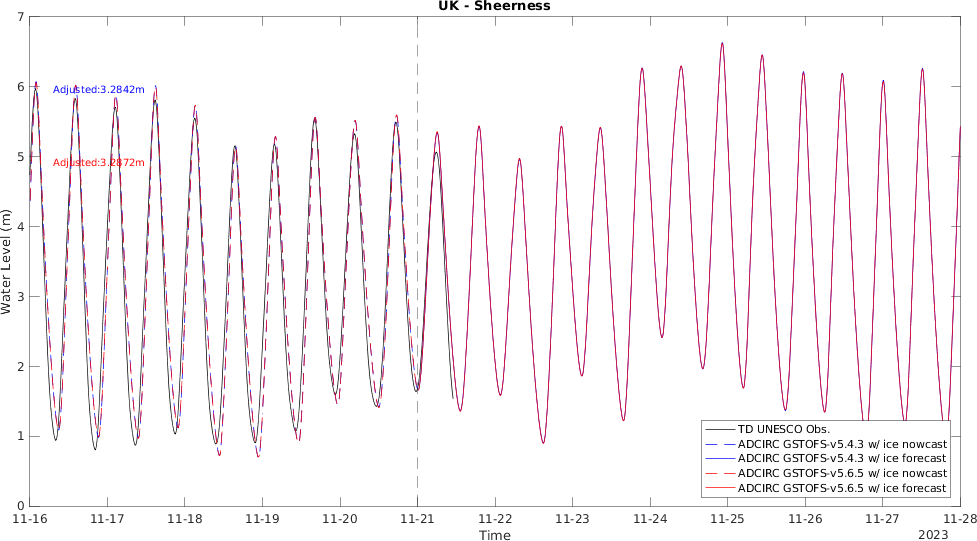 UK - Sheerness
7
6
5
4
3
2
1
0
Water Level (m)
Adjusted:3.2842m
Adjusted:3.2872m
TD UNESCO Obs.
ADCIRC GSTOFS-v5.4.3 w/ ice nowcast
ADCIRC GSTOFS-v5.4.3 w/ ice forecast
ADCIRC GSTOFS-v5.6.5 w/ ice nowcast
ADCIRC GSTOFS-v5.6.5 w/ ice forecast
11-16 11-17 11-18 11-19 11-20 11-21 11-22 11-23 11-24 11-25 11-26 11-27 11-28
Time
2023